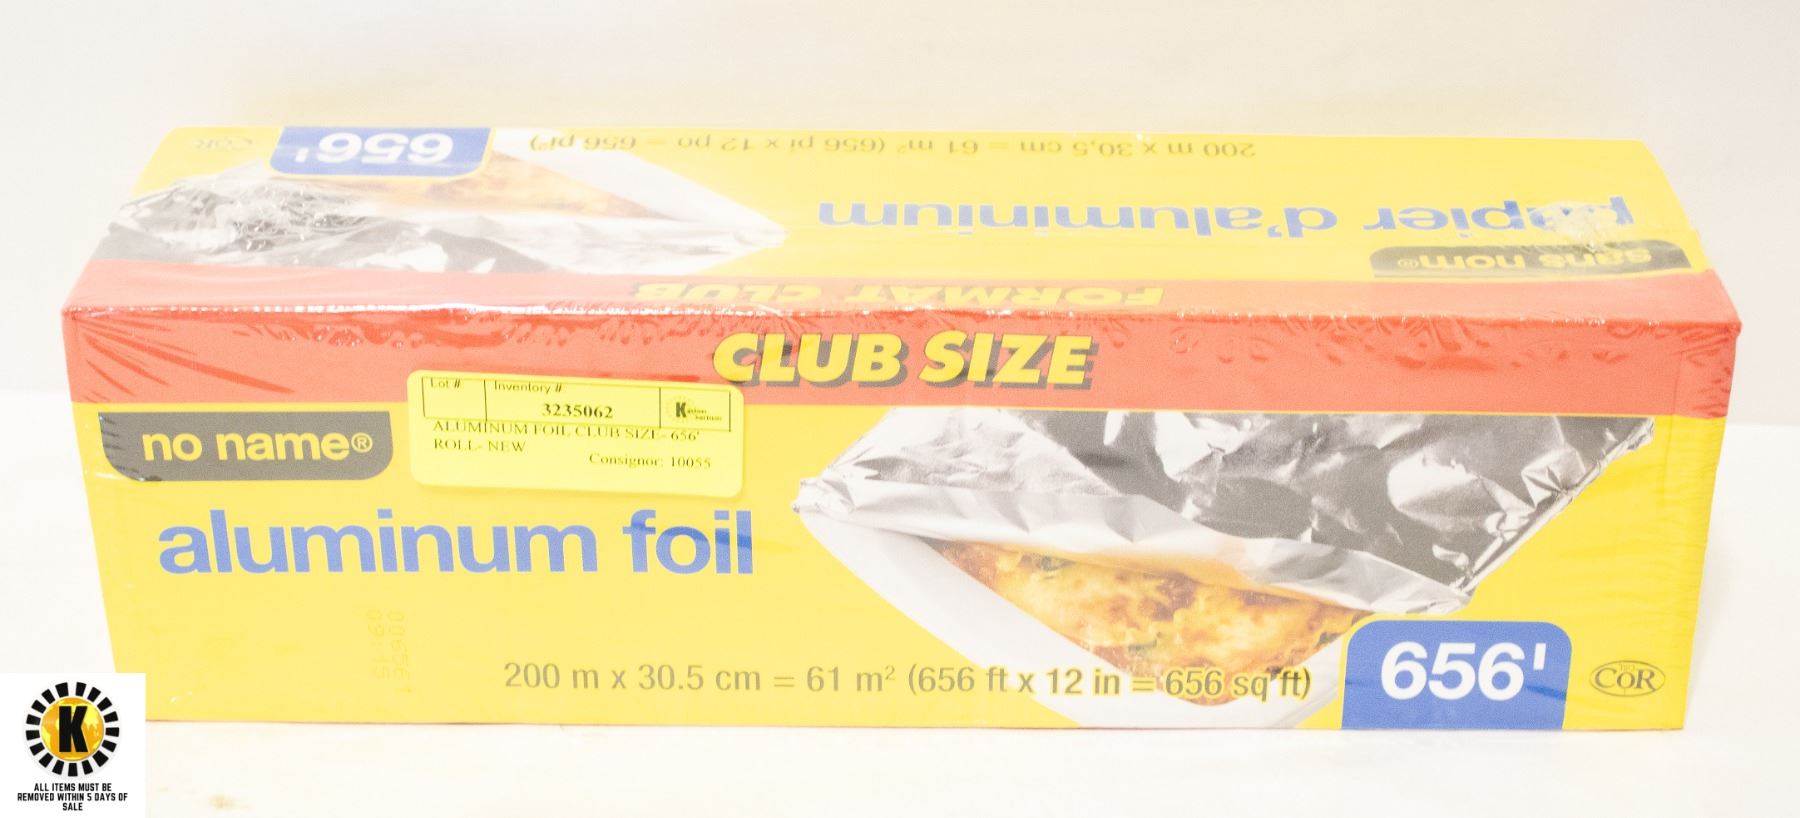 656'
COR
200 m x 30,5 cm = 61 m² (656 pi x 12 po = 656 pi²)
papier d'aluminium
sans nom®
FORMAT CLUB
CLUB SIZE
no name®
Lot #
Inventory #
3235062
ALUMINUM FOIL CLUB SIZE- 656'
ROLL- NEW
Consignor: 10055
aluminum foil
200 m x 30.5 cm = 61 m² (656 ft x 12 in = 656 sq ft)
656'
COR
K
ALL ITEMS MUST BE
REMOVED WITHIN 5 DAYS OF
SALE